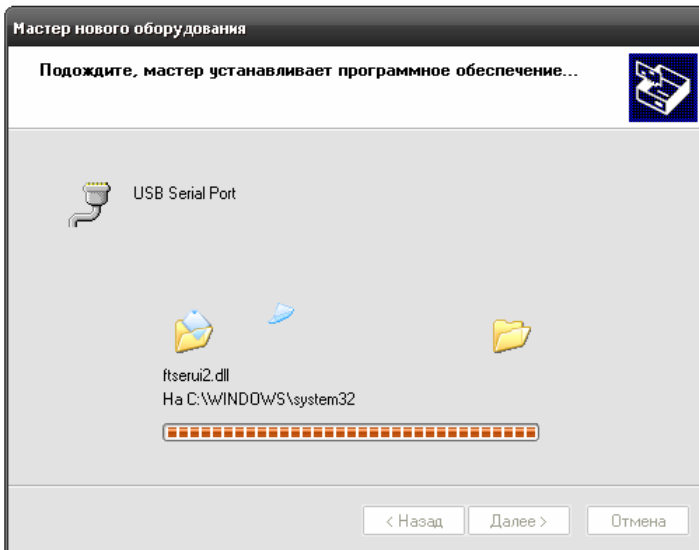 Мастер нового оборудования
Подождите, мастер устанавливает программное обеспечение...
USB Serial Port
ftserui2.dll
На C:\WINDOWS\system32
< Назад
Далее >
Отмена